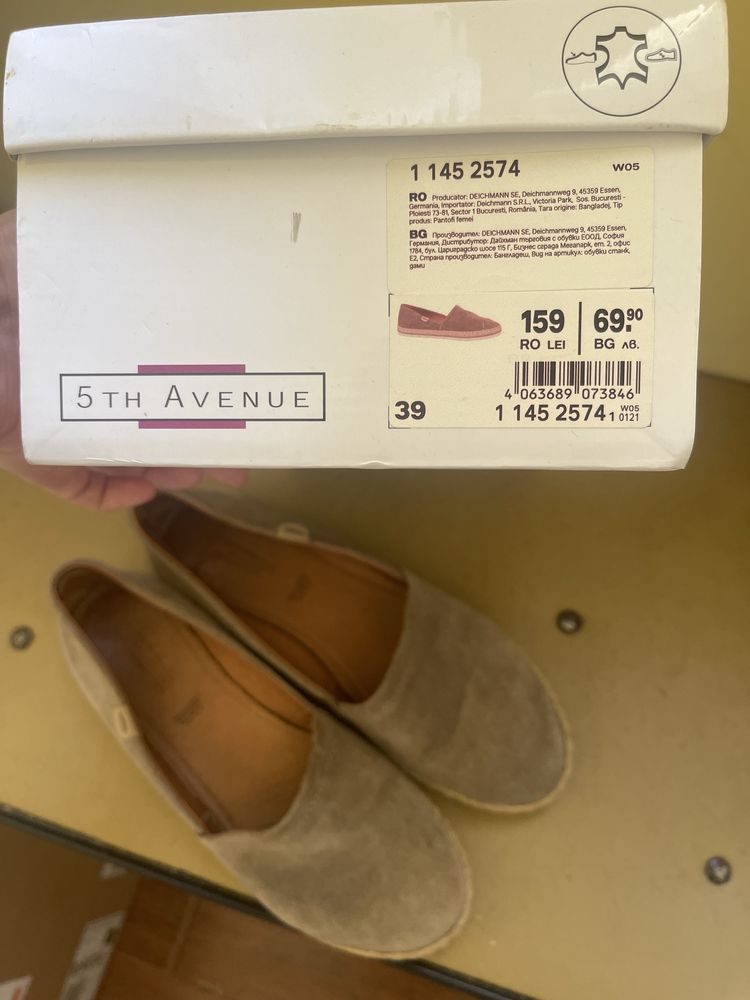 1 145 2574 W05
RO Producator: DEICHMANN SE, Deichmannweg 9, 45359 Essen,
Germania, Importator: Deichmann S.R.L., Victoria Park, Sos. Bucuresti -
Ploiesti 73-81, Sector 1 Bucuresti, România, Tara origine: Bangladej, Tip
produs: Pantofi femei
BG Производител: DEICHMANN SE, Deichmannweg 9, 45359 Essen,
Германия, Дистрибутор: Дайхман търговия с обувки ЕООД, София
1784, бул. Цариградско шосе 115 Г, Бизнес сграда Мегапарк, ет. 2, офис
Е2, Страна производител: Бангладеш, Вид на артикул: обувки станк,
дами
159 69.90
RO LEI BG лв.
4 063689 073846
39 1 145 2574 1 W05 0121
5TH AVENUE